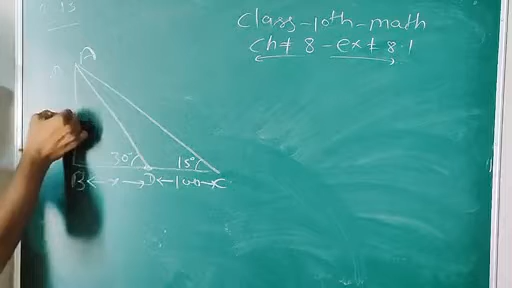 Class-10th-math
ch# 8 - ex# 8.1
A
30° 15°
B x D 100 C